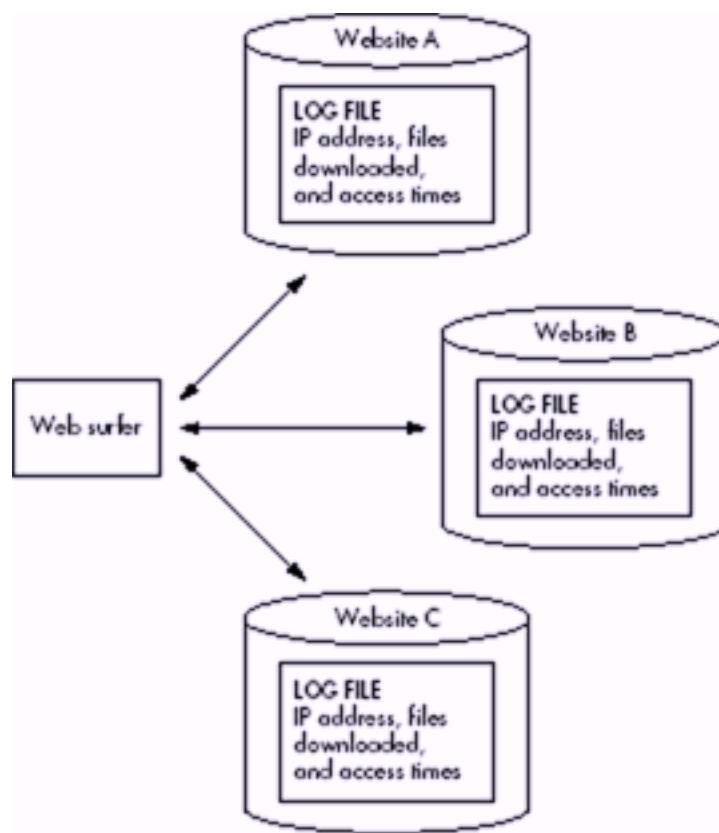 Website A
LOG FILE
IP address, files
downloaded,
and access times
Website B
Web surfer
LOG FILE
IP address, files
downloaded,
and access times
Website C
LOG FILE
IP address, files
downloaded,
and access times